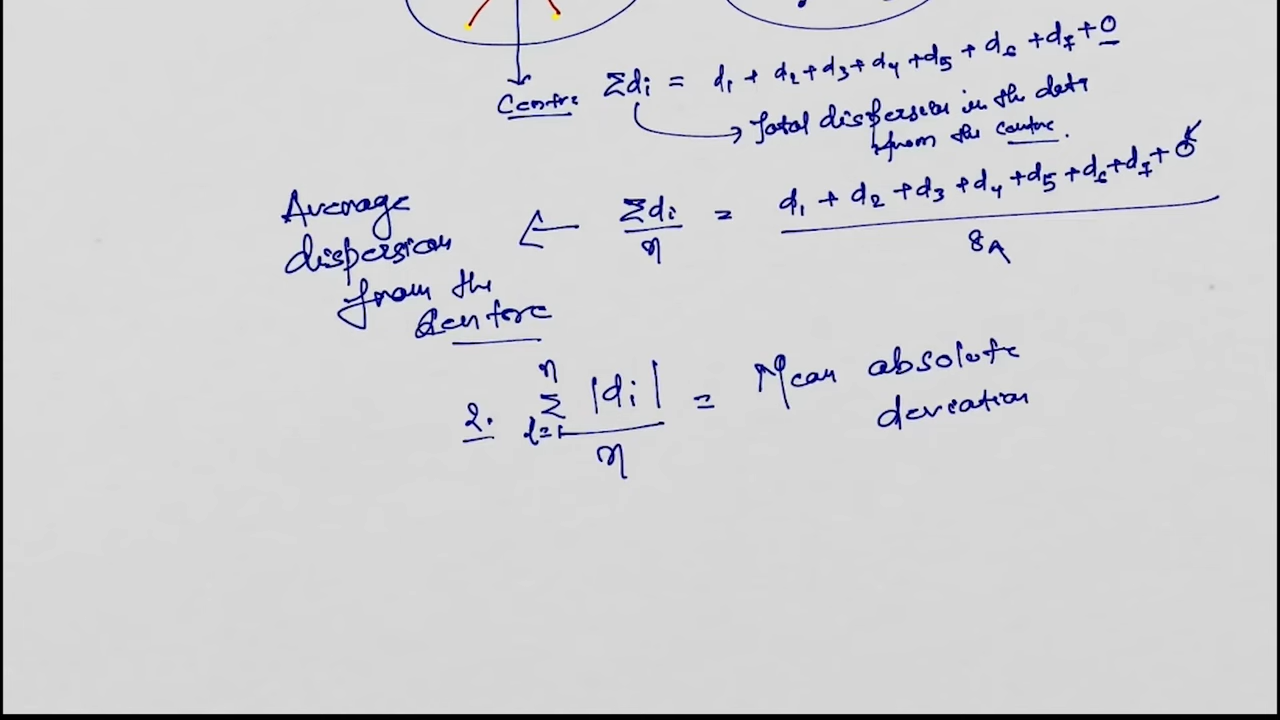 Centre Σdi = d1 + d2 + d3 + d4 + d5 + d6 + d7 + 0
Total dispersion in the data
from the centre.
Average dispersion from the centre ← Σdi/n = (d1 + d2 + d3 + d4 + d5 + d6 + d7 + 0)/8
2. Σ_{i=1}^{n} |di| / n = Mean absolute
deviation